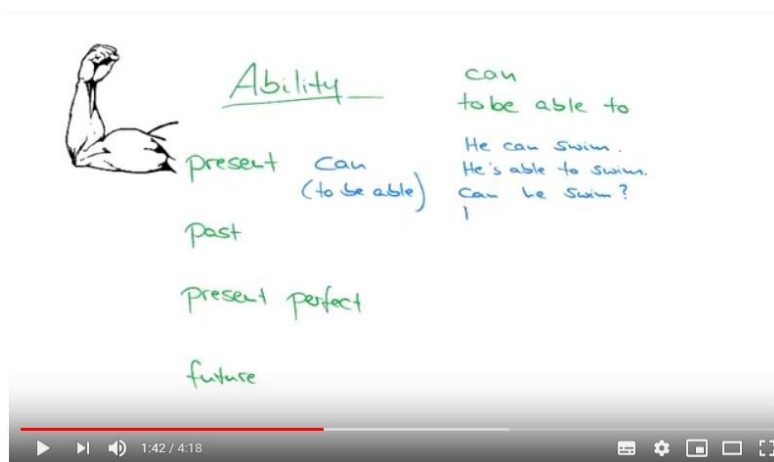 Ability
can
to be able to
present can
(to be able)
He can swim.
He's able to swim.
Can he swim?
past
present perfect
future
1:42 / 4:18